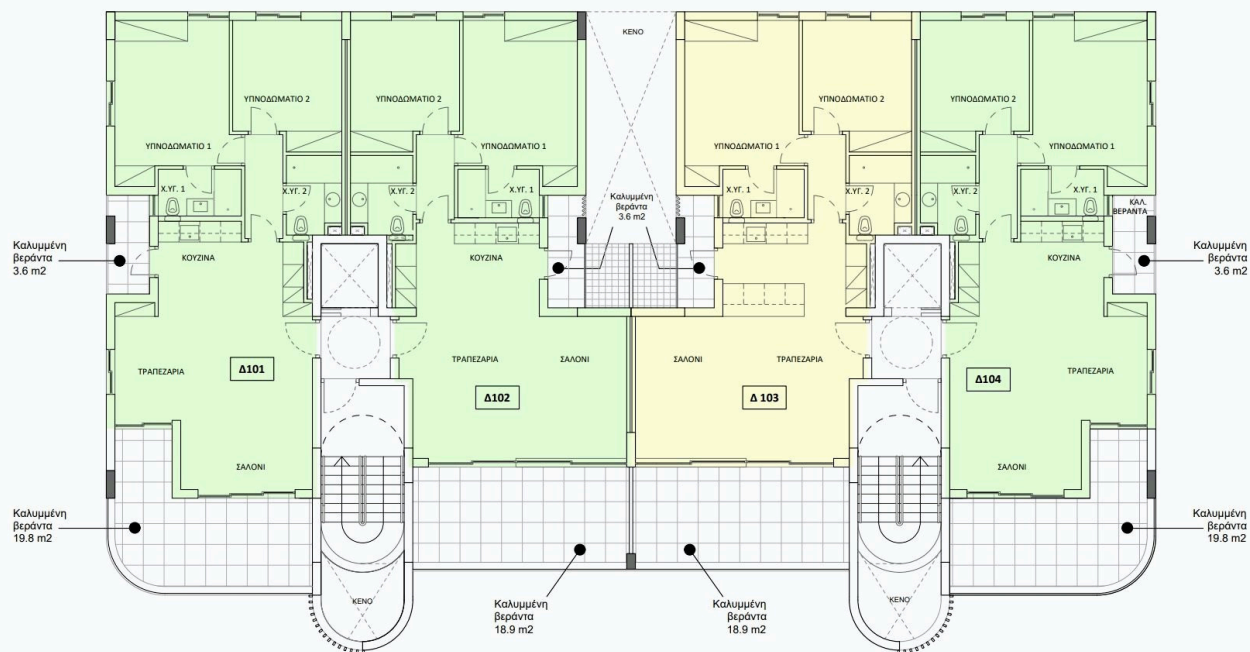 ΚΕΝΟ
ΥΠΝΟΔΩΜΑΤΙΟ 2
ΥΠΝΟΔΩΜΑΤΙΟ 2
ΥΠΝΟΔΩΜΑΤΙΟ 2
ΥΠΝΟΔΩΜΑΤΙΟ 2
ΥΠΝΟΔΩΜΑΤΙΟ 1
ΥΠΝΟΔΩΜΑΤΙΟ 1
ΥΠΝΟΔΩΜΑΤΙΟ 1
ΥΠΝΟΔΩΜΑΤΙΟ 1
Χ.ΥΓ. 1
Χ.ΥΓ. 2
Χ.ΥΓ. 2
Χ.ΥΓ. 1
Καλυμμένη
βεράντα
3.6 m2
Χ.ΥΓ. 1
Χ.ΥΓ. 2
Χ.ΥΓ. 2
Χ.ΥΓ. 1
ΚΑΛ.
ΒΕΡΑΝΤΑ
Καλυμμένη
βεράντα
3.6 m2
ΚΟΥΖΙΝΑ
ΚΟΥΖΙΝΑ
ΚΟΥΖΙΝΑ
ΚΟΥΖΙΝΑ
Καλυμμένη
βεράντα
3.6 m2
ΤΡΑΠΕΖΑΡΙΑ
Δ101
ΤΡΑΠΕΖΑΡΙΑ
ΣΑΛΟΝΙ
Δ102
ΣΑΛΟΝΙ
ΤΡΑΠΕΖΑΡΙΑ
Δ 103
Δ104
ΤΡΑΠΕΖΑΡΙΑ
ΣΑΛΟΝΙ
ΣΑΛΟΝΙ
Καλυμμένη
βεράντα
19.8 m2
Καλυμμένη
βεράντα
19.8 m2
ΚΕΝΟ
Καλυμμένη
βεράντα
18.9 m2
Καλυμμένη
βεράντα
18.9 m2
ΚΕΝΟ